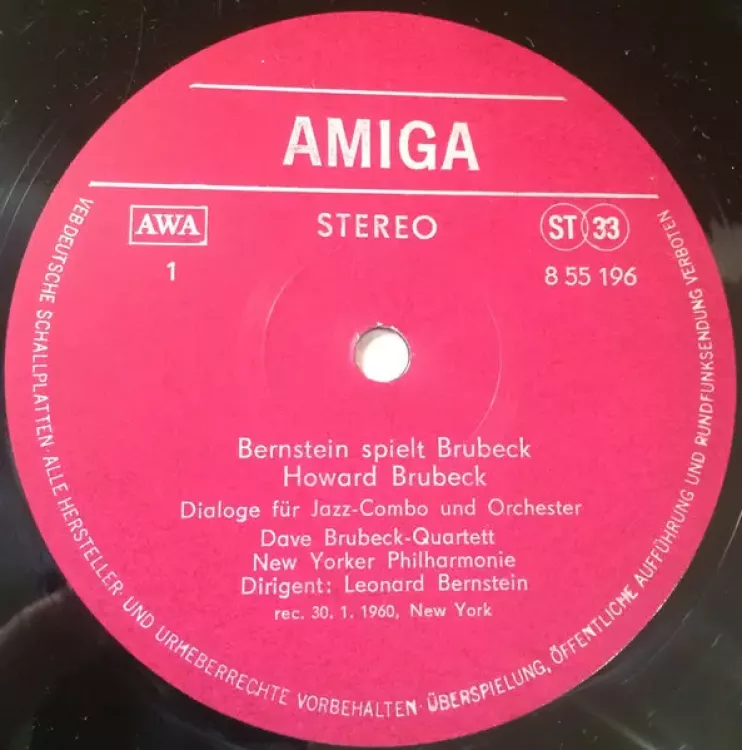 AMIGA
AWA
STEREO
ST 33
1
8 55 196
Bernstein spielt Brubeck
Howard Brubeck
Dialoge für Jazz-Combo und Orchester
Dave Brubeck-Quartett
New Yorker Philharmonie
Dirigent: Leonard Bernstein
rec. 30. 1. 1960, New York
VEB DEUTSCHE SCHALLPLATTEN · ALLE HERSTELLER- UND URHEBERRECHTE VORBEHALTEN · ÜBERSPIELUNG, ÖFFENTLICHE AUFFÜHRUNG UND RUNDFUNKSENDUNG VERBOTEN